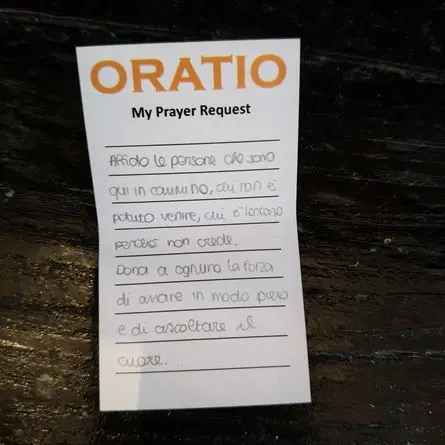 ORATIO
My Prayer Request
Affido le persone che sono
qui in cammino, chi non è
potuto venire, chi è lontano
perché non crede.
Dona a ognuno la forza
di amare in modo pieno
e di ascoltare il
cuore.